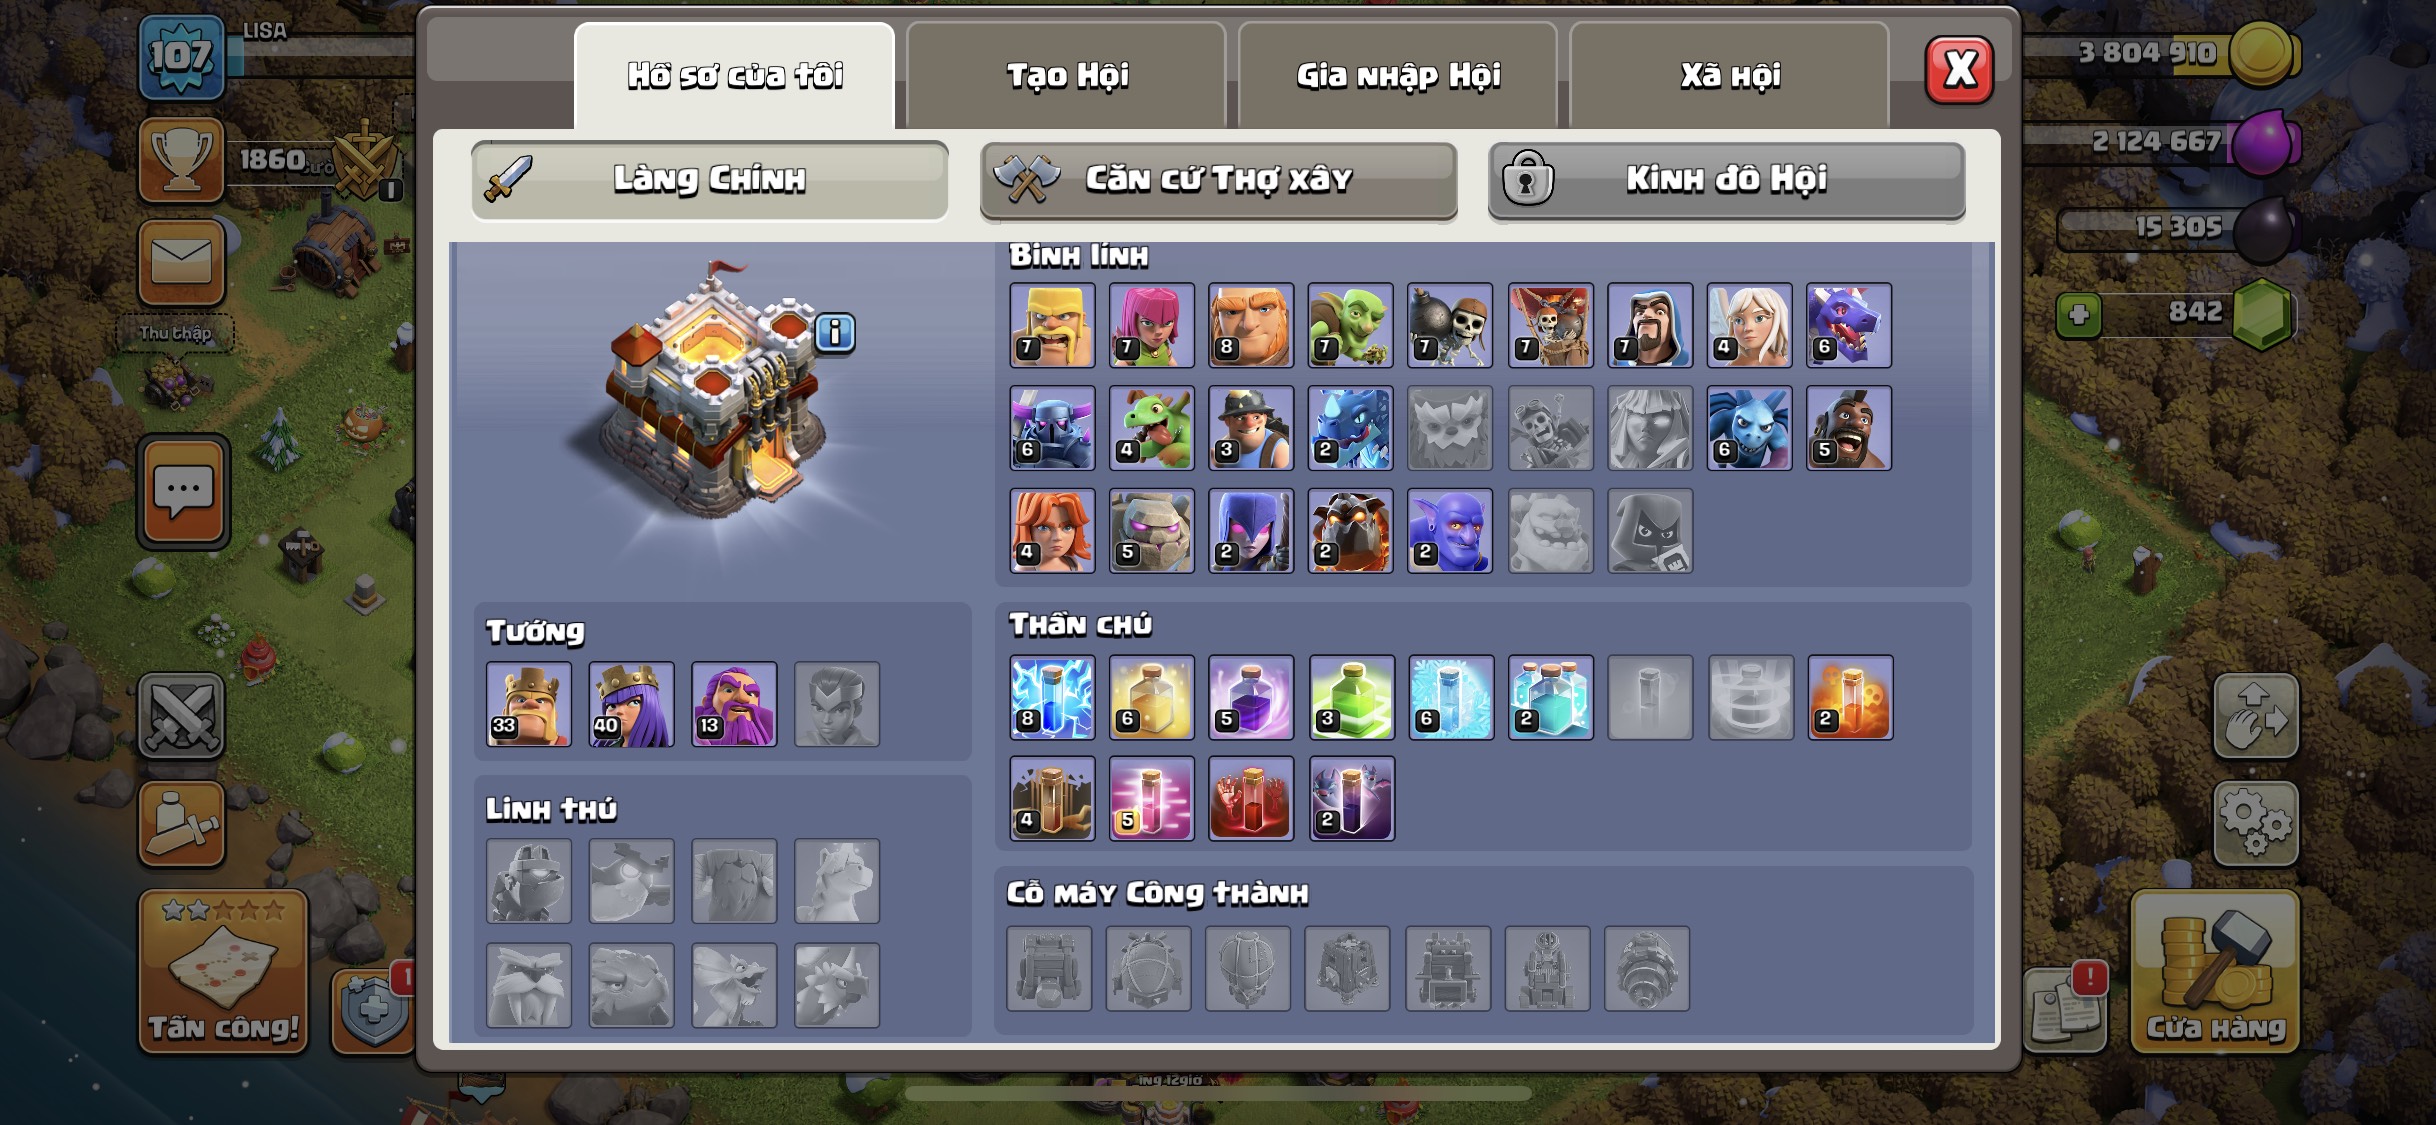 107
LISA
Hồ sơ của tôi
Tạo Hội
Gia nhập Hội
Xã hội
X
3 804 910
1860
I
Làng Chính
Căn cứ Thợ xây
Kinh đô Hội
2 124 667
15 305
842
Thu thập
i
Binh lính
7 7 8 7 7 7 7 4 6
6 4 3 2 6 5
4 5 2 2 2
Tướng
33 40 13
Thần chú
8 6 5 3 6 2 2
4 5 2
Linh thú
Cỗ máy Công thành
Tấn công!
1
!
Cửa hàng